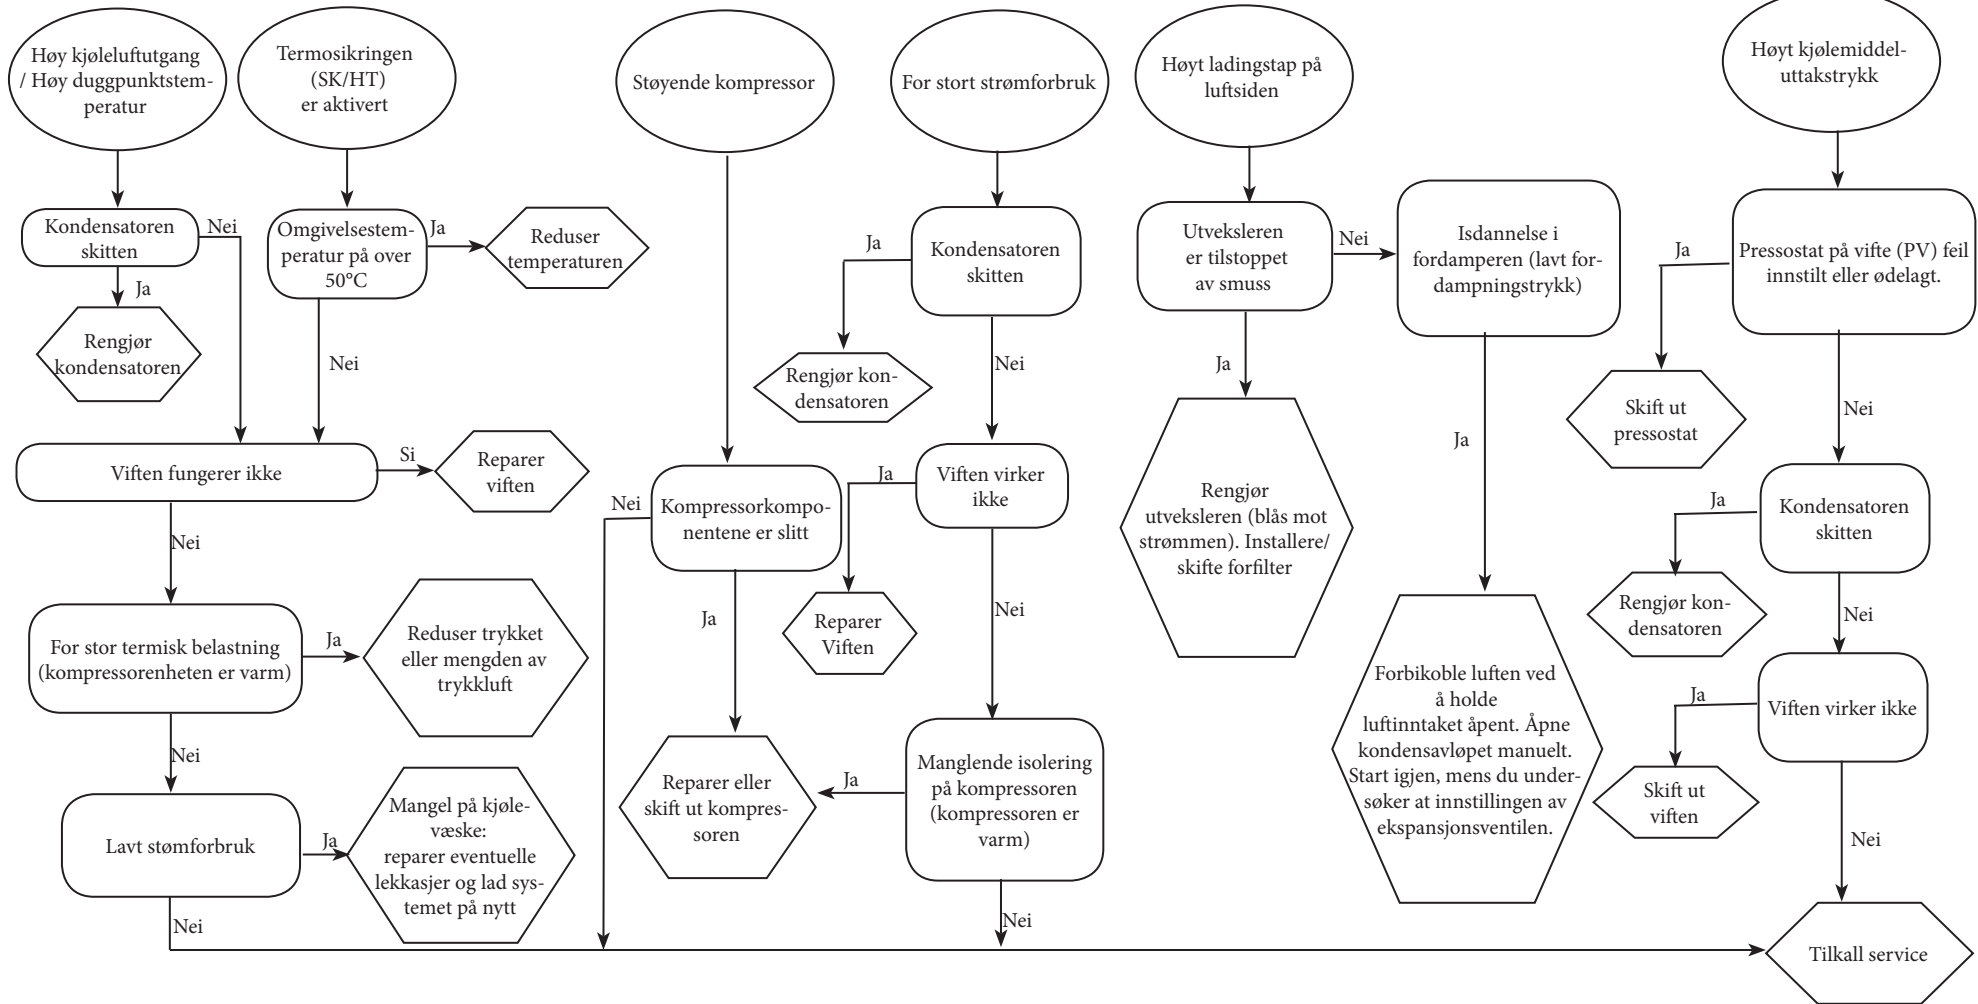 Høy kjøleluftutgang
/ Høy duggpunktstem-
peratur
Termosikringen
(SK/HT)
er aktivert
Støyende kompressor
For stort strømforbruk
Høyt ladingstap på
luftsiden
Høyt kjølemiddel-
uttakstrykk
Kondensatoren
skitten
Nei
Ja
Rengjør
kondensatoren
Omgivelsestem-
peratur på over
50°C
Ja
Reduser
temperaturen
Nei
Viften fungerer ikke
Si
Reparer
viften
Nei
For stor termisk belastning
(kompressorenheten er varm)
Ja
Reduser trykket
eller mengden av
trykkluft
Nei
Lavt stømforbruk
Ja
Mangel på kjøle-
væske:
reparer eventuelle
lekkasjer og lad sys-
temet på nytt
Nei
Kompressorkompo-
nentene er slitt
Nei
Ja
Reparer eller
skift ut kompres-
soren
Kondensatoren
skitten
Ja
Rengjør kon-
densatoren
Nei
Viften virker
ikke
Ja
Reparer
Viften
Nei
Manglende isolering
på kompressoren
(kompressoren er
varm)
Ja
Nei
Utveksleren
er tilstoppet
av smuss
Nei
Ja
Rengjør
utveksleren (blås mot
strømmen). Installere/
skifte forfilter
Isdannelse i
fordamperen (lavt for-
dampningstrykk)
Ja
Forbikoble luften ved
å holde
luftinntaket åpent. Åpne
kondensavløpet manuelt.
Start igjen, mens du under-
søker at innstillingen av
ekspansjonsventilen.
Pressostat på vifte (PV) feil
innstilt eller ødelagt.
Ja
Skift ut
pressostat
Nei
Kondensatoren
skitten
Ja
Rengjør kon-
densatoren
Nei
Viften virker ikke
Ja
Skift ut
viften
Nei
Tilkall service